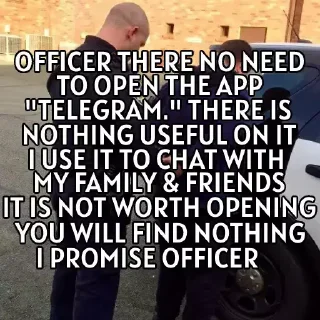 OFFICER THERE NO NEED
TO OPEN THE APP
"TELEGRAM." THERE IS
NOTHING USEFUL ON IT
I USE IT TO CHAT WITH
MY FAMILY & FRIENDS
IT IS NOT WORTH OPENING
YOU WILL FIND NOTHING
I PROMISE OFFICER